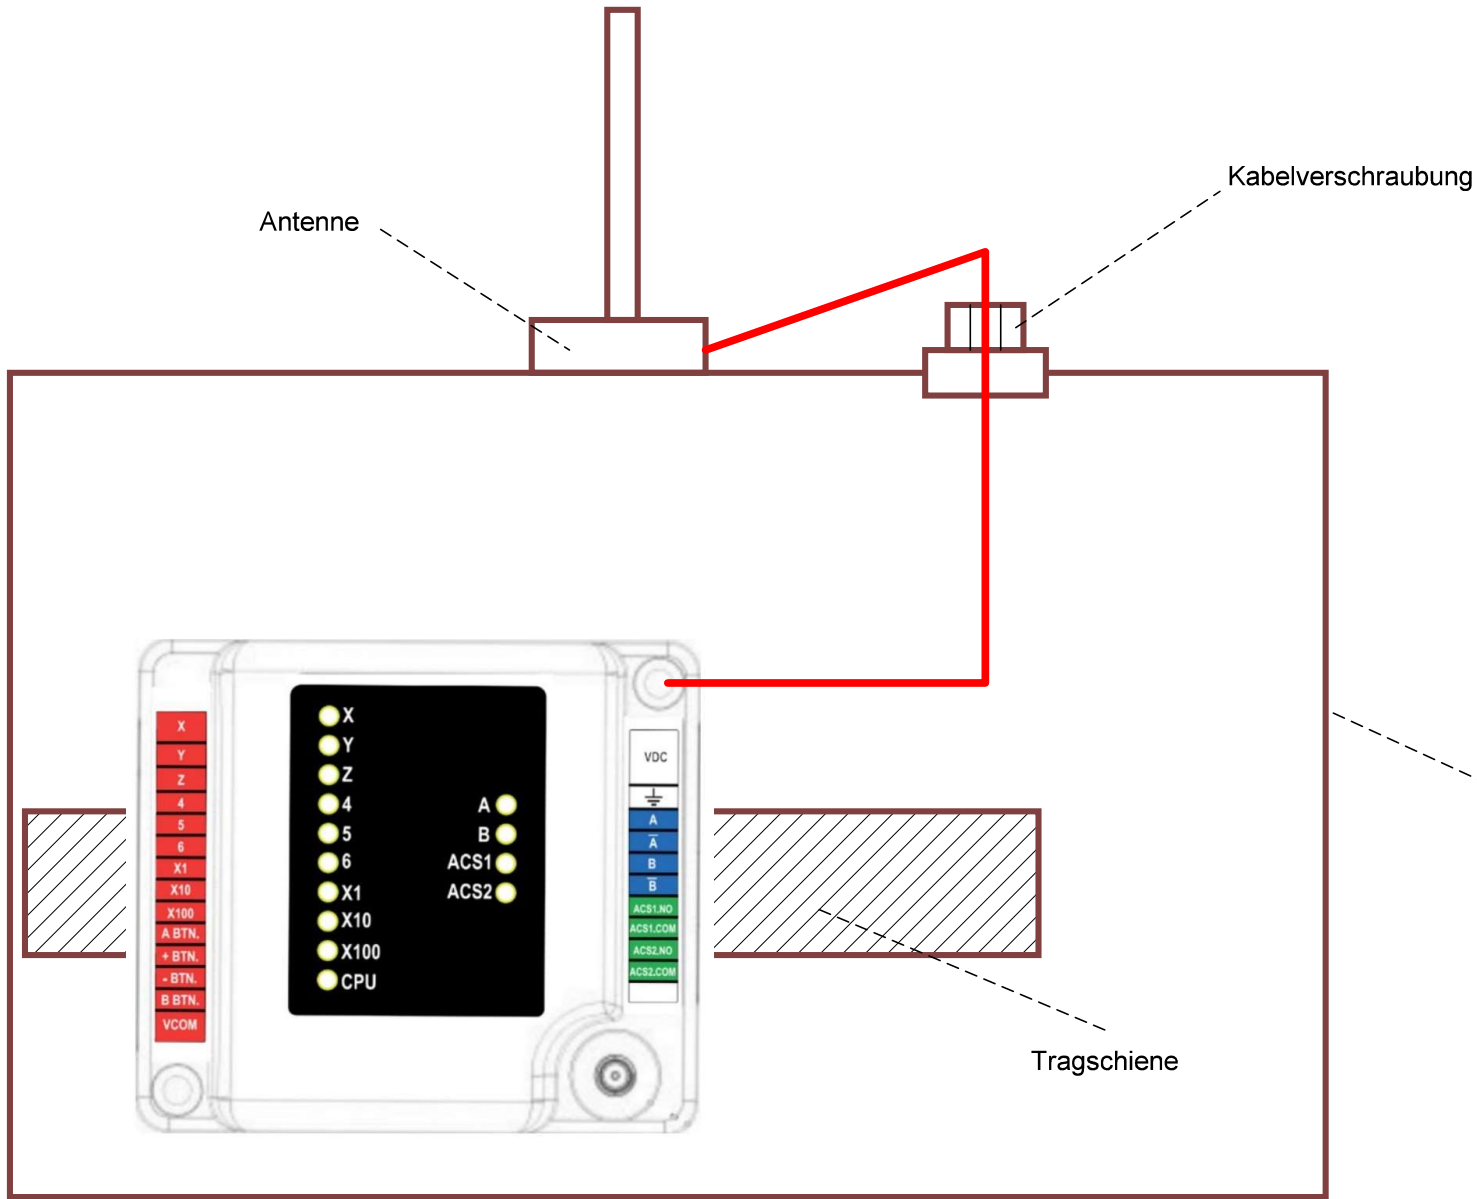 Kabelverschraubung
Antenne
X
Y
Z
4
5
6
X1
X10
X100
A BTN.
+ BTN.
- BTN.
B BTN.
VCOM
X
Y
Z
4
5
6
X1
X10
X100
CPU
A
B
ACS1
ACS2
VDC
A
A̅
B
B̅
ACS1.NO
ACS1.COM
ACS2.NO
ACS2.COM
Tragschiene